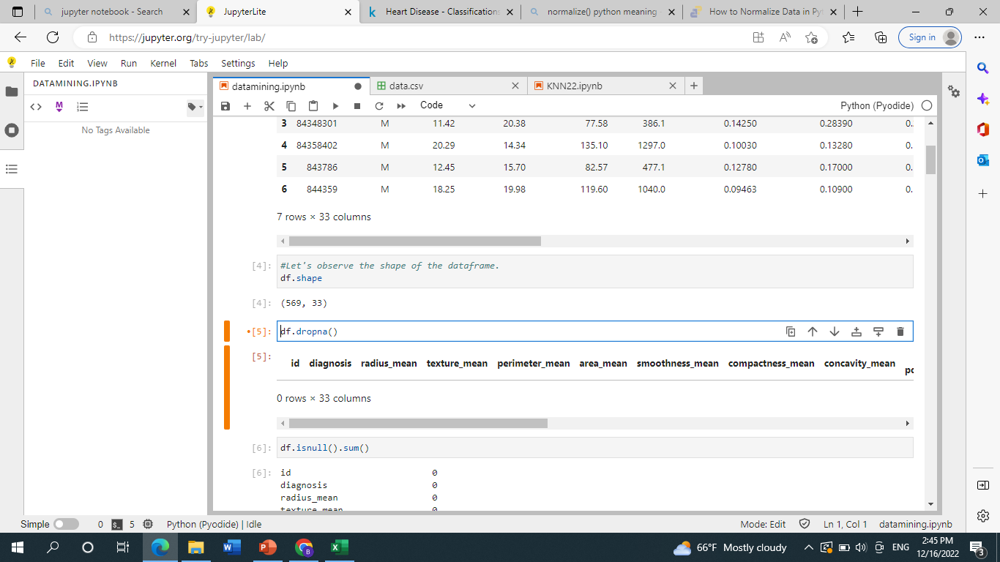 jupyter notebook - Search
JupyterLite
Heart Disease - Classifications
normalize() python meaning
How to Normalize Data in Pyt
https://jupyter.org/try-jupyter/lab/
Sign in
File Edit View Run Kernel Tabs Settings Help
DATAMINING.IPYNB
No Tags Available
datamining.ipynb
data.csv
KNN22.ipynb
Code
Python (Pyodide)
3 84348301 M 11.42 20.38 77.58 386.1 0.14250 0.28390 0.
4 84358402 M 20.29 14.34 135.10 1297.0 0.10030 0.13280 0.
5 843786 M 12.45 15.70 82.57 477.1 0.12780 0.17000 0.
6 844359 M 18.25 19.98 119.60 1040.0 0.09463 0.10900 0.
7 rows × 33 columns
[4]: #Let's observe the shape of the dataframe.
df.shape
[4]: (569, 33)
[5]: df.dropna()
[5]: id diagnosis radius_mean texture_mean perimeter_mean area_mean smoothness_mean compactness_mean concavity_mean
pc
0 rows × 33 columns
[6]: df.isnull().sum()
[6]: id 0
diagnosis 0
radius_mean 0
texture_mean 0
Simple 0 5 Python (Pyodide) | Idle Mode: Edit Ln 1, Col 1 datamining.ipynb
66°F Mostly cloudy ENG
2:45 PM
12/16/2022
3